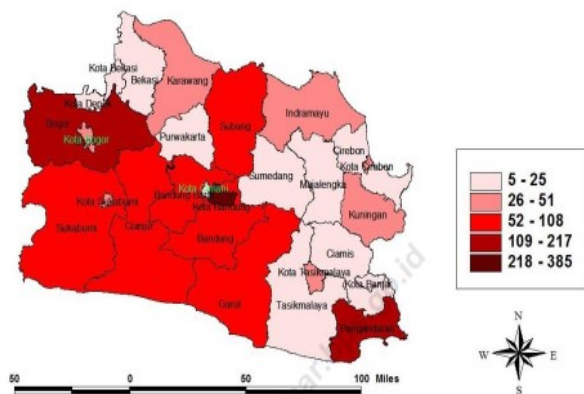 Kota Bekasi
Bekasi
Karawang
Kota Depok
Bogor
Kota Bogor
Purwakarta
Subang
Indramayu
Cirebon
Kota Cirebon
Sumedang
Majalengka
Kuningan
Kota Cimahi
Bandung Barat
Kota Bandung
Kota Sukabumi
Sukabumi
Cianjur
Bandung
Garut
Ciamis
Kota Tasikmalaya
Kota Banjar
Tasikmalaya
Pangandaran
5 - 25
26 - 51
52 - 108
109 - 217
218 - 385
N
W E
S
50 0 50 100 Miles